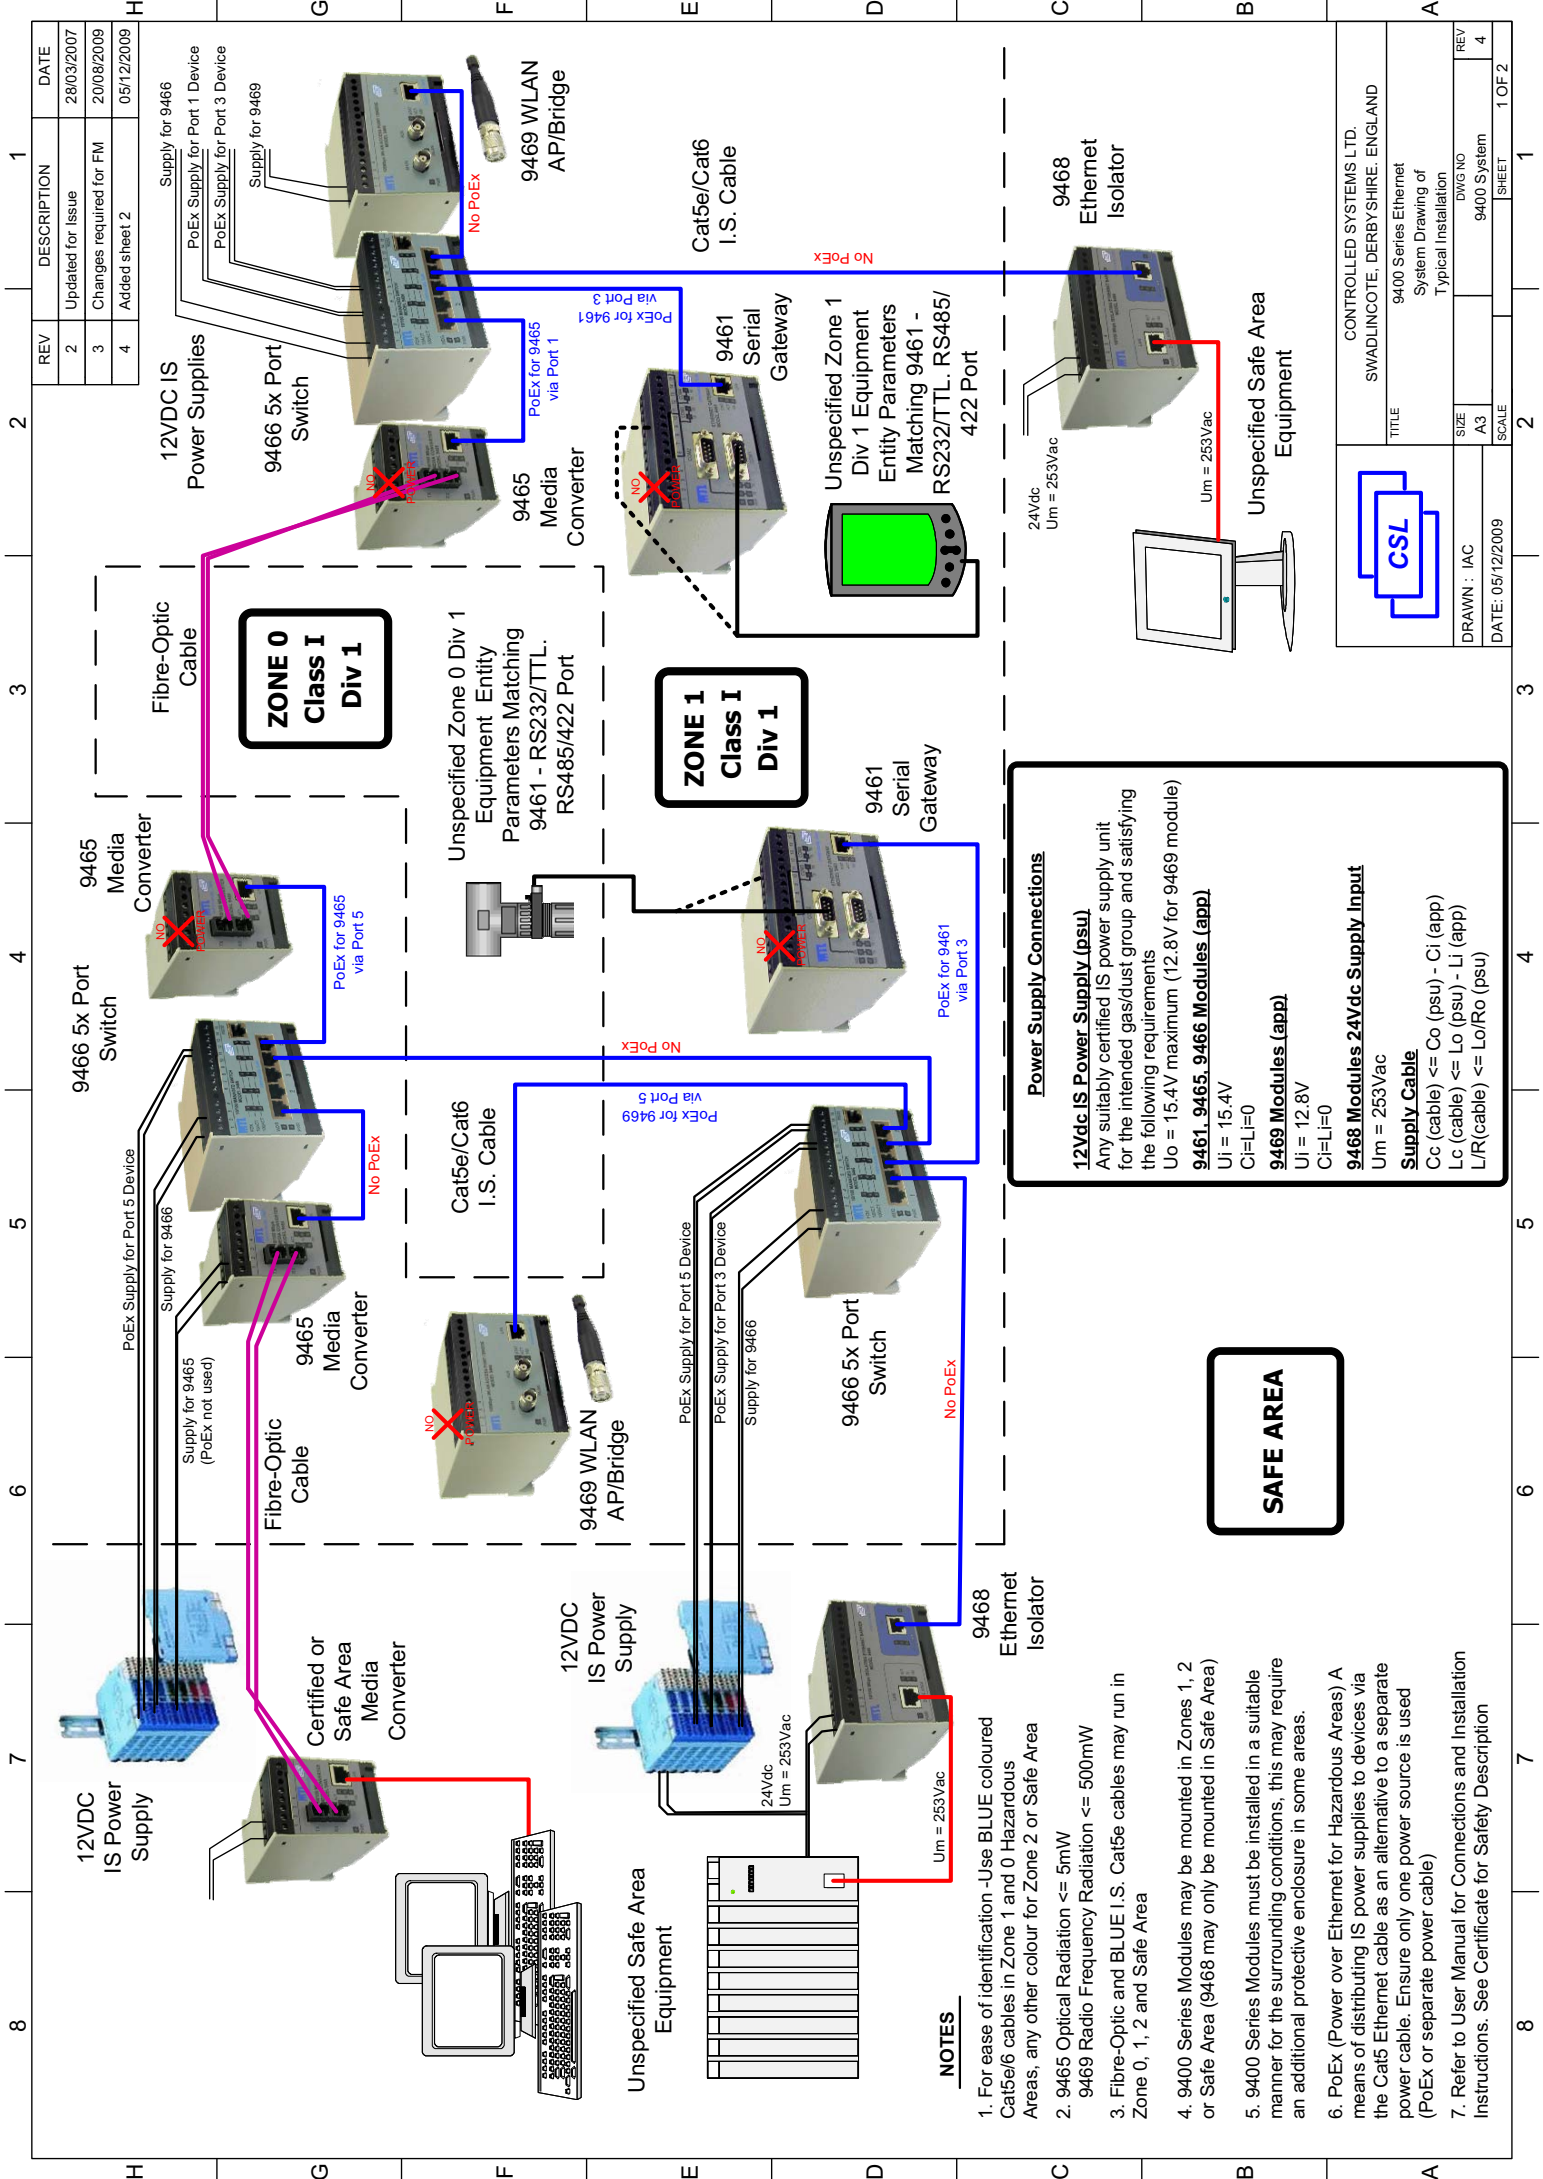 8 7 6 5 4 3 2 1
H
G
F
E
D
C
B
A
REV DESCRIPTION DATE
2 Updated for Issue 28/03/2007
3 Changes required for FM 20/08/2009
4 Added sheet 2 05/12/2009
12VDC
IS Power
Supply
Certified or
Safe Area
Media
Converter
PoEx Supply for Port 5 Device
Supply for 9466
Supply for 9465
(PoEx not used)
Fibre-Optic
Cable
9465
Media
Converter
No PoEx
9466 5x Port
Switch
9465
Media
Converter
NO
POWER
PoEx for 9465
via Port 5
Fibre-Optic
Cable
ZONE 0
Class I
Div 1
12VDC IS
Power Supplies
Supply for 9466
PoEx Supply for Port 1 Device
PoEx Supply for Port 3 Device
Supply for 9469
9466 5x Port
Switch
NO
POWER
9465
Media
Converter
PoEx for 9465
via Port 1
No PoEx
9469 WLAN
AP/Bridge
Unspecified Safe Area
Equipment
12VDC
IS Power
Supply
24Vdc
Um = 253Vac
Um = 253Vac
9468
Ethernet
Isolator
NO
POWER
9469 WLAN
AP/Bridge
Cat5e/Cat6
I.S. Cable
PoEx for 9469
via Port 5
No PoEx
PoEx Supply for Port 5 Device
PoEx Supply for Port 3 Device
Supply for 9466
9466 5x Port
Switch
No PoEx
Unspecified Zone 0 Div 1
Equipment Entity
Parameters Matching
9461 - RS232/TTL.
RS485/422 Port
ZONE 1
Class I
Div 1
NO
POWER
9461
Serial
Gateway
PoEx for 9461
via Port 3
NO
POWER
PoEx for 9461
via Port 3
9461
Serial
Gateway
Cat5e/Cat6
I.S. Cable
No PoEx
Unspecified Zone 1
Div 1 Equipment
Entity Parameters
Matching 9461 -
RS232/TTL. RS485/
422 Port
9468
Ethernet
Isolator
24Vdc
Um = 253Vac
Um = 253Vac
Unspecified Safe Area
Equipment
NOTES
1. For ease of identification -Use BLUE coloured
Cat5e/6 cables in Zone 1 and 0 Hazardous
Areas, any other colour for Zone 2 or Safe Area
2. 9465 Optical Radiation <= 5mW
9469 Radio Frequency Radiation <= 500mW
3. Fibre-Optic and BLUE I.S. Cat5e cables may run in
Zone 0, 1, 2 and Safe Area
4. 9400 Series Modules may be mounted in Zones 1, 2
or Safe Area (9468 may only be mounted in Safe Area)
5. 9400 Series Modules must be installed in a suitable
manner for the surrounding conditions, this may require
an additional protective enclosure in some areas.
6. PoEx (Power over Ethernet for Hazardous Areas) A
means of distributing IS power supplies to devices via
the Cat5 Ethernet cable as an alternative to a separate
power cable. Ensure only one power source is used
(PoEx or separate power cable)
7. Refer to User Manual for Connections and Installation
Instructions. See Certificate for Safety Description
SAFE AREA
Power Supply Connections
12Vdc IS Power Supply (psu)
Any suitably certified IS power supply unit
for the intended gas/dust group and satisfying
the following requirements
Uo = 15.4V maximum (12.8V for 9469 module)
9461, 9465, 9466 Modules (app)
Ui = 15.4V
Ci=Li=0
9469 Modules (app)
Ui = 12.8V
Ci=Li=0
9468 Modules 24Vdc Supply Input
Um = 253Vac
Supply Cable
Cc (cable) <= Co (psu) - Ci (app)
Lc (cable) <= Lo (psu) - Li (app)
L/R(cable) <= Lo/Ro (psu)
CSL
CONTROLLED SYSTEMS LTD.
SWADLINCOTE, DERBYSHIRE. ENGLAND
TITLE
9400 Series Ethernet
System Drawing of
Typical Installation
DRAWN : IAC
DATE: 05/12/2009
SIZE
A3
DWG NO
9400 System
REV
4
SCALE
SHEET 1 OF 2
8 7 6 5 4 3 2 1
H
G
F
E
D
C
B
A